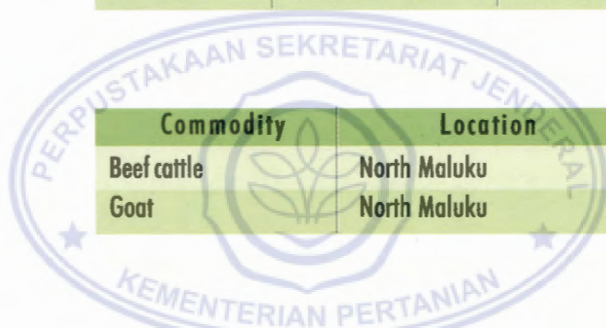 PERPUSTAKAAN SEKRETARIAT JENDERAL
Commodity Location
Beef cattle North Maluku
Goat North Maluku
KEMENTERIAN PERTANIAN